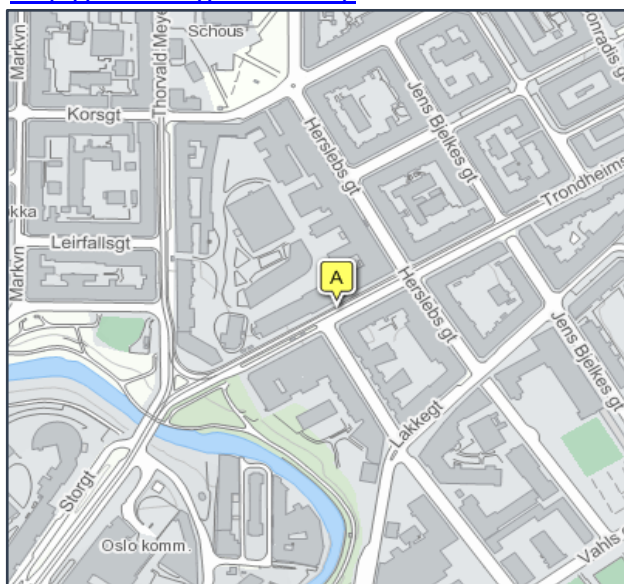 Schous
Markvn
Thorvald Meye
onradis g
Korsgt
Jens Bjelkes gt
Herslebs gt
Trondheims
kka
Leirfallsgt
Markvn
A
Herslebs gt
Jens Bjelkes gt
Lakkegt
Storgt
Oslo komm.
Vahls